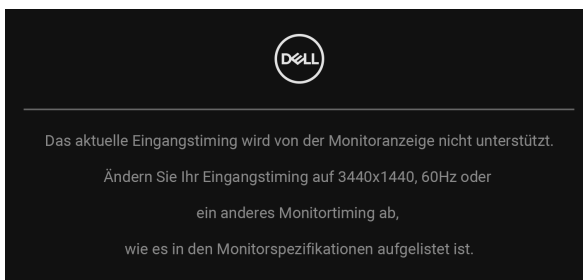 DELL
Das aktuelle Eingangstiming wird von der Monitoranzeige nicht unterstützt.
Ändern Sie Ihr Eingangstiming auf 3440x1440, 60Hz oder
ein anderes Monitortiming ab,
wie es in den Monitorspezifikationen aufgelistet ist.